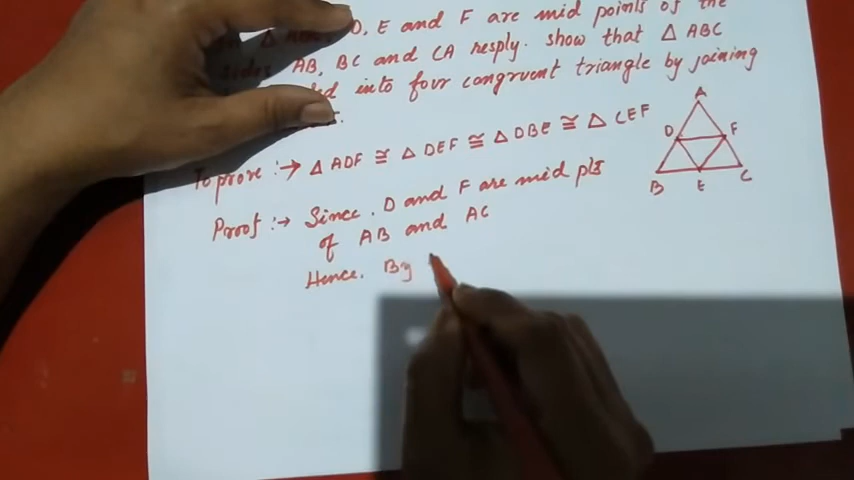 D, E and F are mid points of the
AB, BC and CA resply. show that △ ABC
into four congruent triangle by joining
To prove :→ △ ADF ≅ △ DEF ≅ △ DBE ≅ △ CEF
Proof :→ Since. D and F are mid pts
of AB and AC
Hence. By
A
D
F
B
E
C